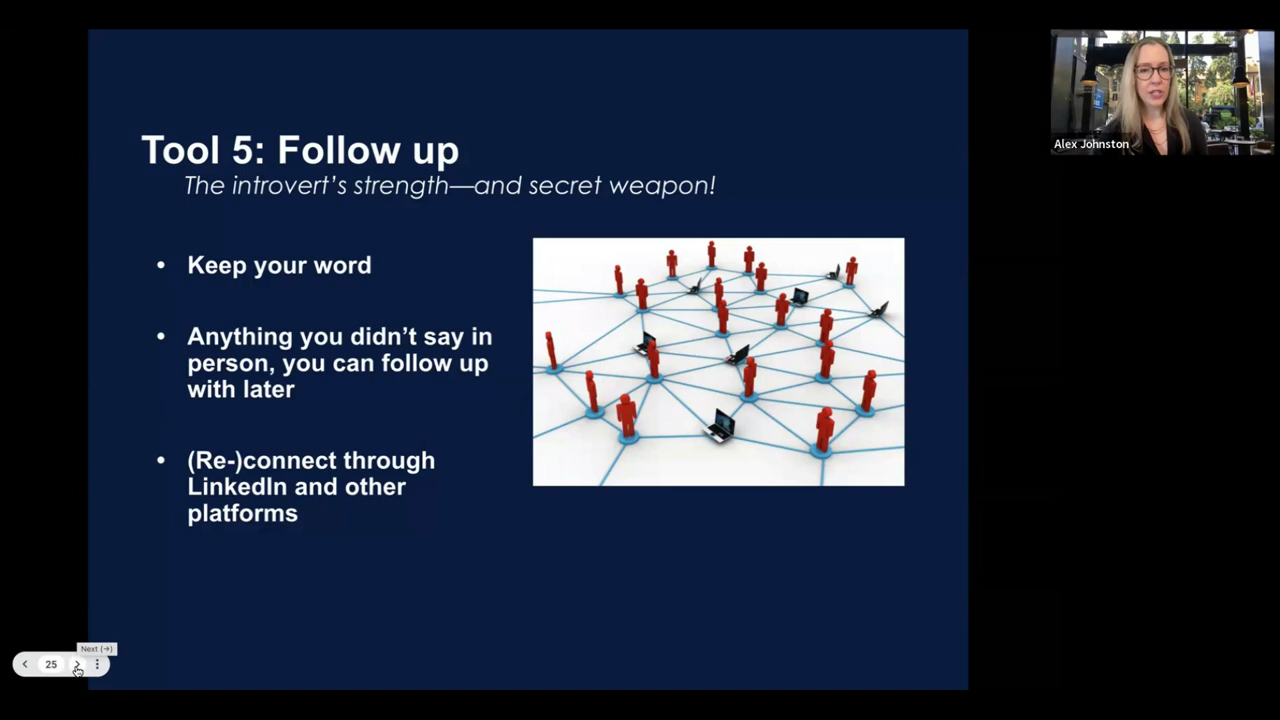 Tool 5: Follow up
The introvert's strength—and secret weapon!
• Keep your word
• Anything you didn't say in
person, you can follow up
with later
• (Re-)connect through
LinkedIn and other
platforms
Alex Johnston
Next (→)
25